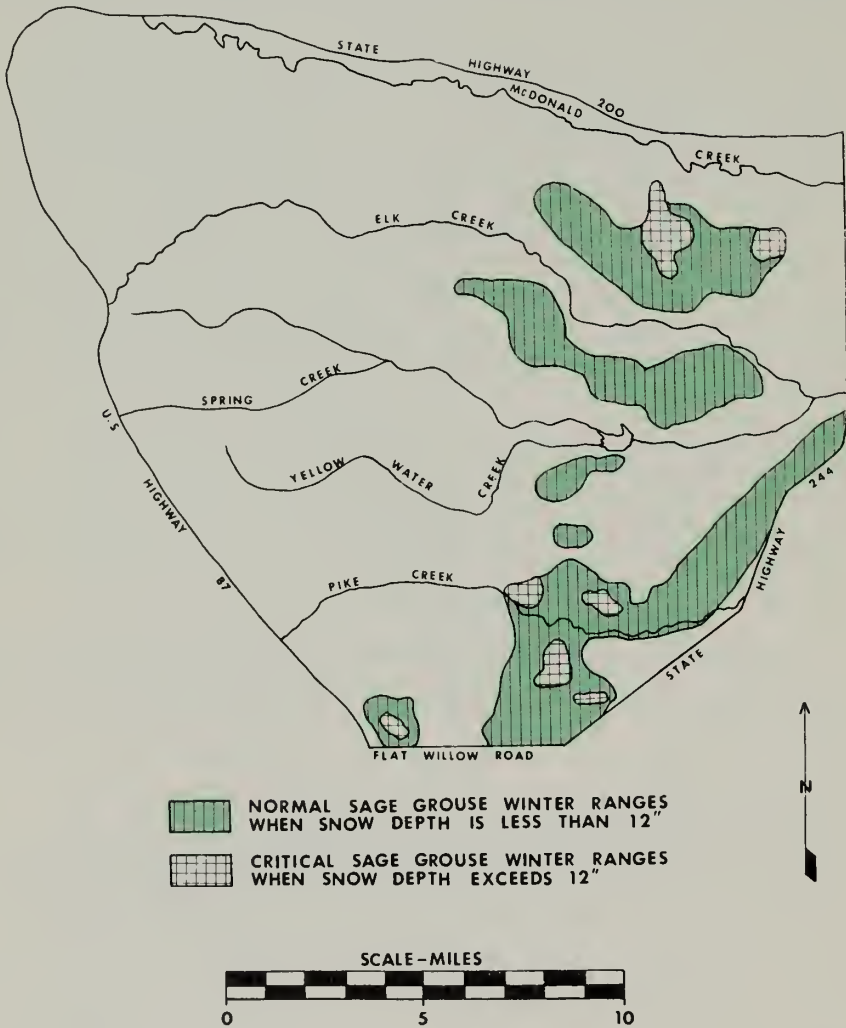 STATE HIGHWAY 200
McDONALD CREEK
ELK CREEK
SPRING CREEK
U.S HIGHWAY 87
YELLOW WATER CREEK
PIKE CREEK
STATE HIGHWAY 244
FLAT WILLOW ROAD
N
NORMAL SAGE GROUSE WINTER RANGES
WHEN SNOW DEPTH IS LESS THAN 12"
CRITICAL SAGE GROUSE WINTER RANGES
WHEN SNOW DEPTH EXCEEDS 12"
SCALE-MILES
0 5 10